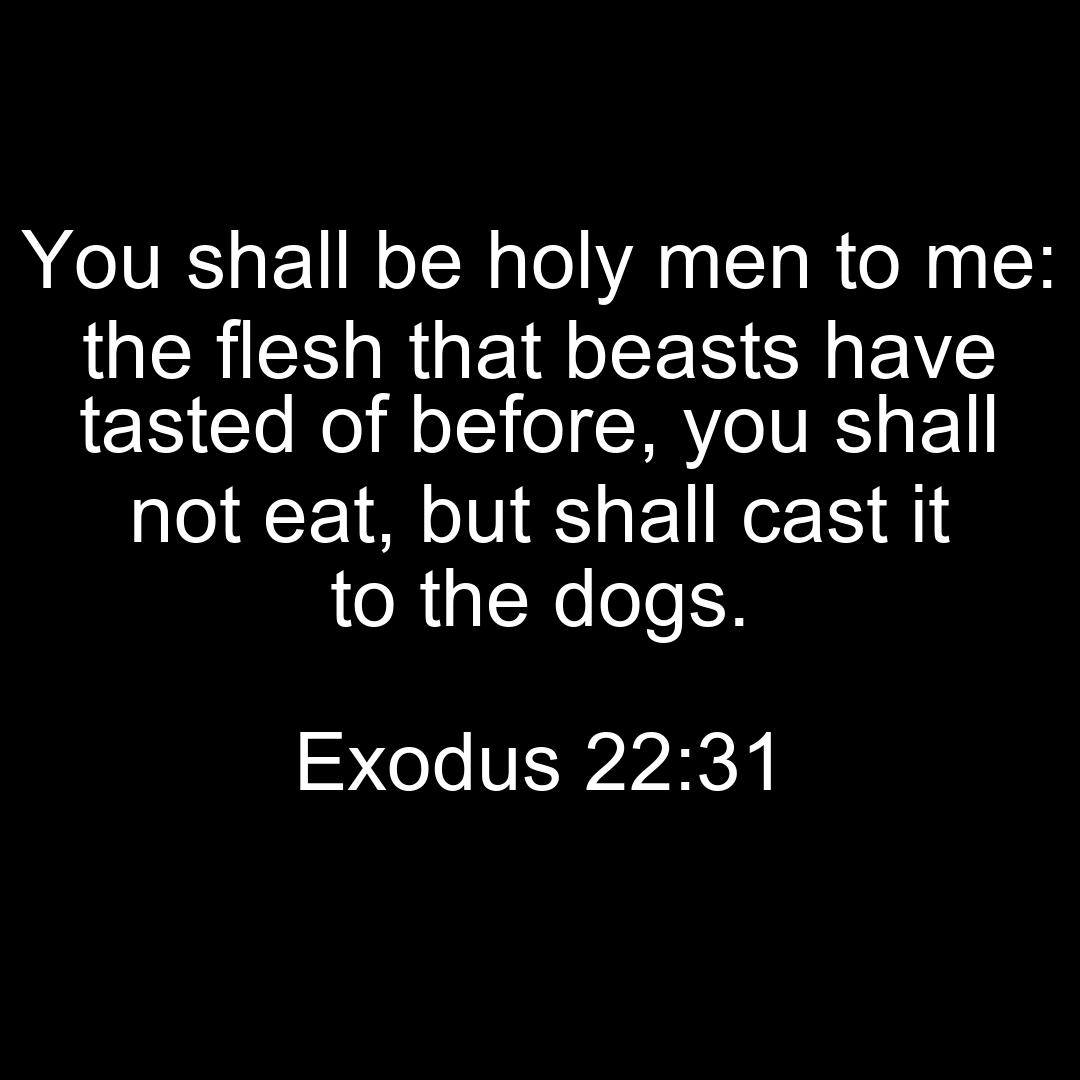 You shall be holy men to me:
the flesh that beasts have
tasted of before, you shall
not eat, but shall cast it
to the dogs.
Exodus 22:31